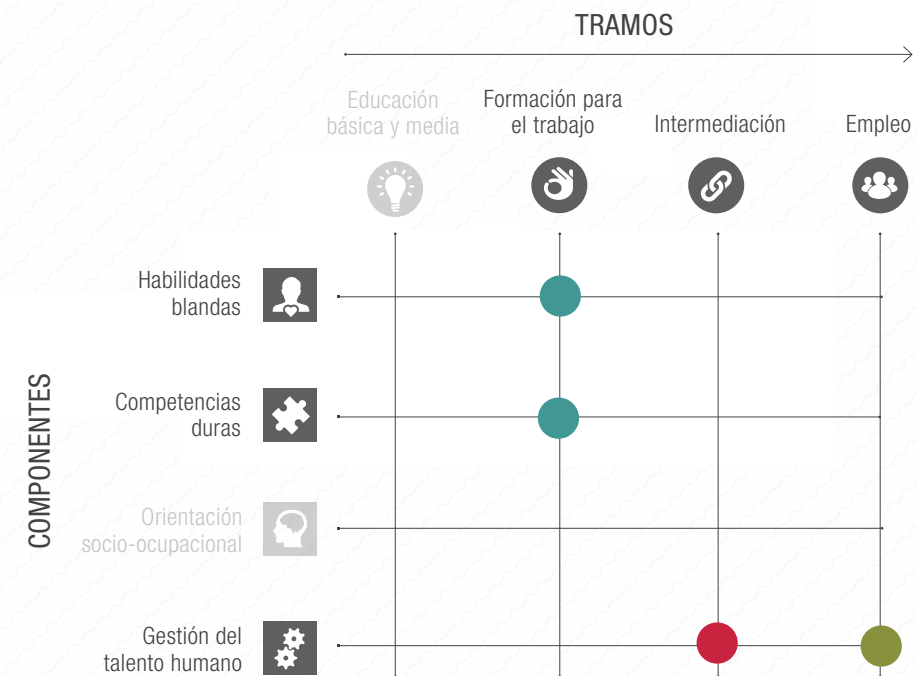 TRAMOS
Educación
básica y media
Formación para
el trabajo
Intermediación
Empleo
COMPONENTES
Habilidades
blandas
Competencias
duras
Orientación
socio-ocupacional
Gestión del
talento humano